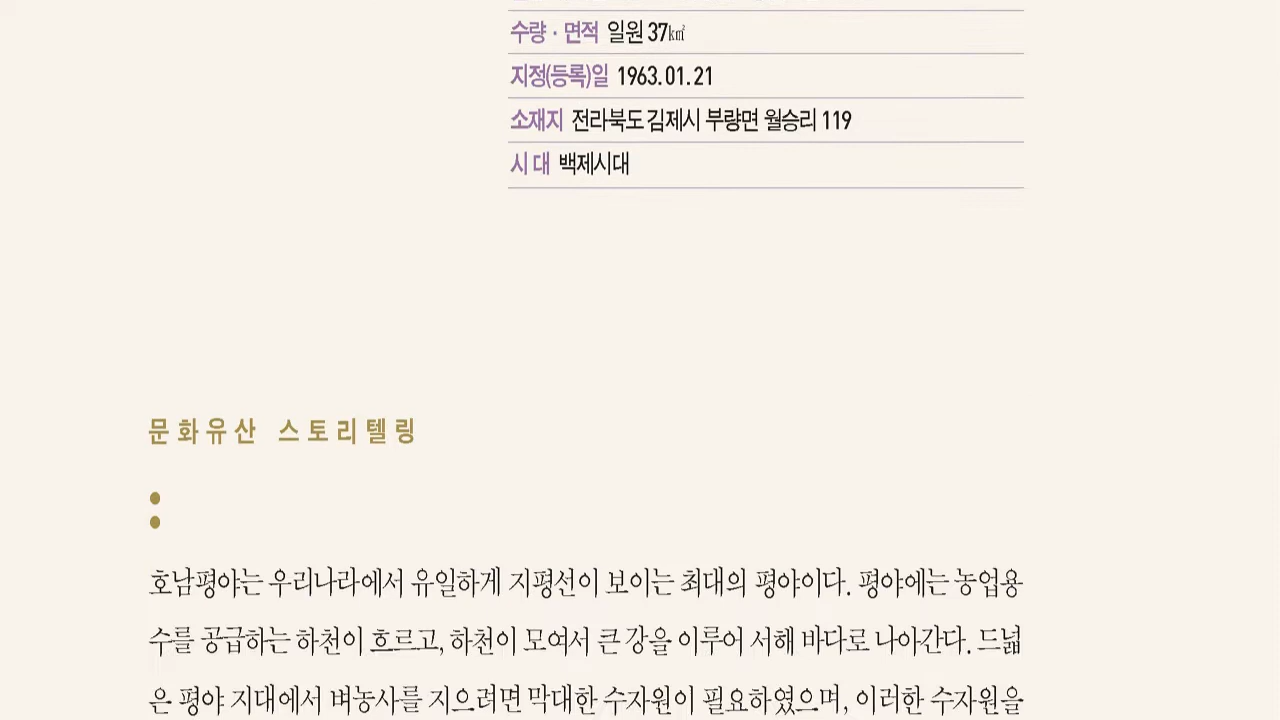 수량 · 면적 일원 37㎢
지정(등록)일 1963.01.21
소재지 전라북도 김제시 부량면 월승리 119
시 대 백제시대
문화유산 스토리텔링
호남평야는 우리나라에서 유일하게 지평선이 보이는 최대의 평야이다. 평야에는 농업용
수를 공급하는 하천이 흐르고, 하천이 모여서 큰 강을 이루어 서해 바다로 나아간다. 드넓
은 평야 지대에서 벼농사를 지으려면 막대한 수자원이 필요하였으며, 이러한 수자원을